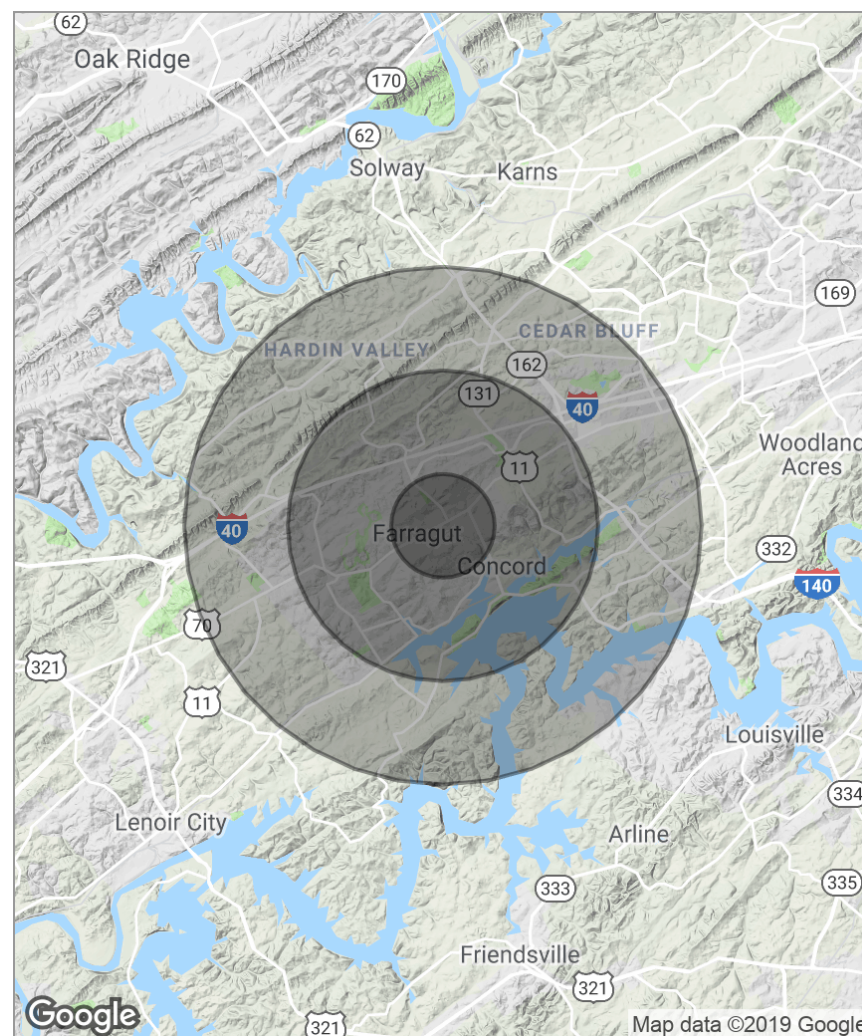 62
Oak Ridge
170
62
Solway
Karns
169
CEDAR BLUFF
HARDIN VALLEY
162
131
40
Woodland
Acres
11
40
Farragut
332
Concord
140
70
321
11
Louisville
334
Lenoir City
Arline
333
335
Friendsville
321
321
Google
Map data ©2019 Google